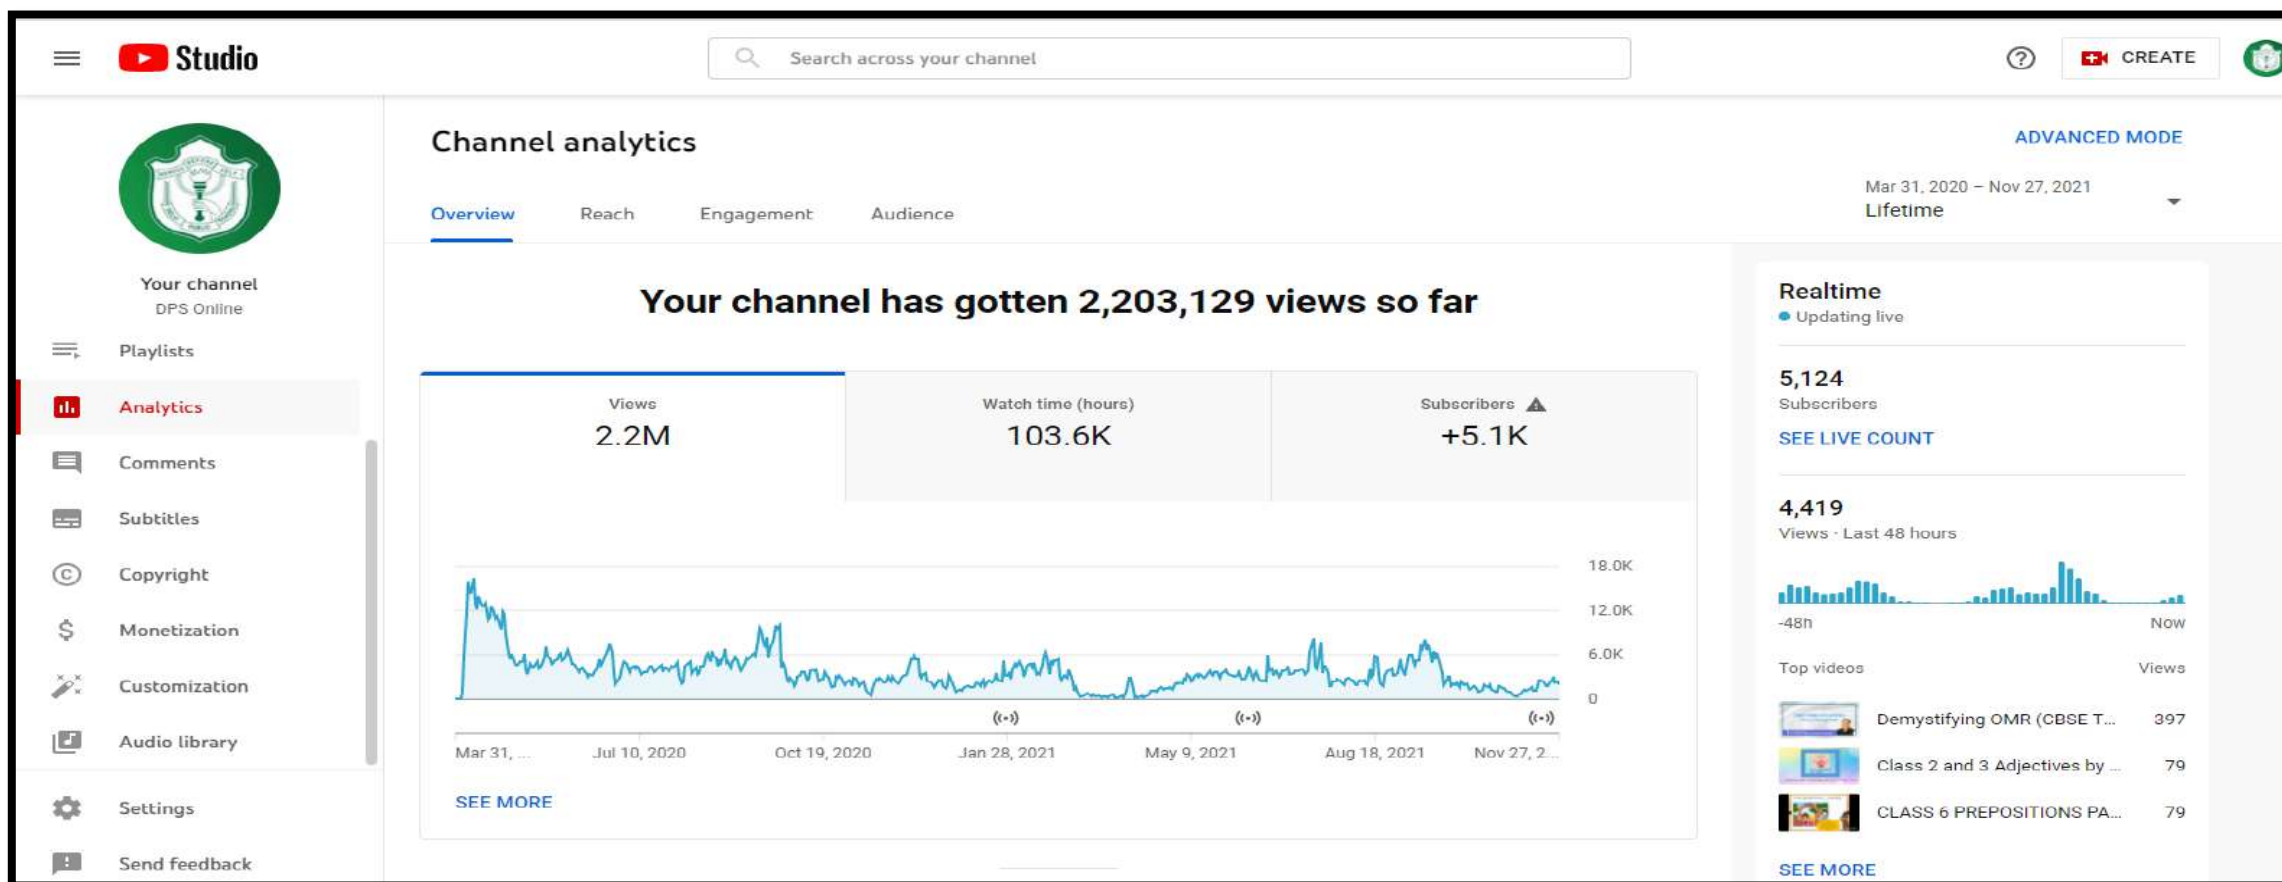 Studio
Search across your channel
CREATE
Your channel
DPS Online
Playlists
Analytics
Comments
Subtitles
Copyright
Monetization
Customization
Audio library
Settings
Send feedback
Channel analytics
ADVANCED MODE
Overview Reach Engagement Audience
Mar 31, 2020 – Nov 27, 2021
Lifetime
Your channel has gotten 2,203,129 views so far
Views
2.2M
Watch time (hours)
103.6K
Subscribers
+5.1K
18.0K
12.0K
6.0K
0
Mar 31, ... Jul 10, 2020 Oct 19, 2020 Jan 28, 2021 May 9, 2021 Aug 18, 2021 Nov 27, 2...
SEE MORE
Realtime
Updating live
5,124
Subscribers
SEE LIVE COUNT
4,419
Views · Last 48 hours
-48h Now
Top videos Views
Demystifying OMR (CBSE T... 397
Class 2 and 3 Adjectives by ... 79
CLASS 6 PREPOSITIONS PA... 79
SEE MORE